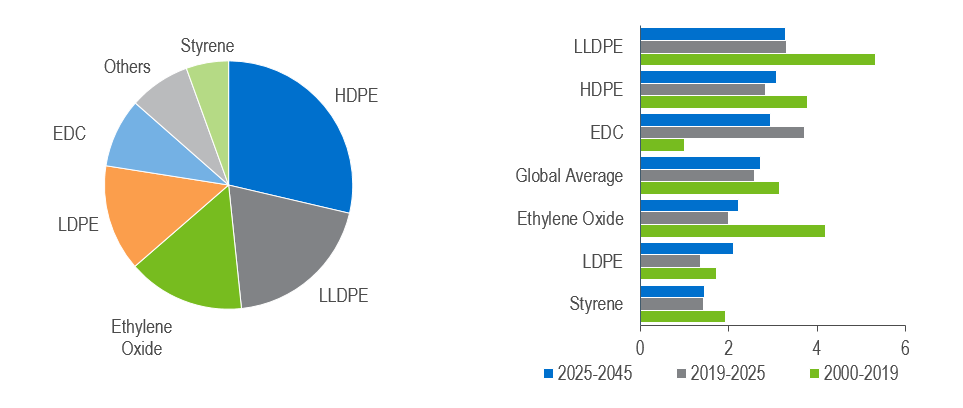 Styrene
Others
HDPE
EDC
LDPE
LLDPE
Ethylene
Oxide
LLDPE
HDPE
EDC
Global Average
Ethylene Oxide
LDPE
Styrene
0 2 4 6
2025-2045 2019-2025 2000-2019